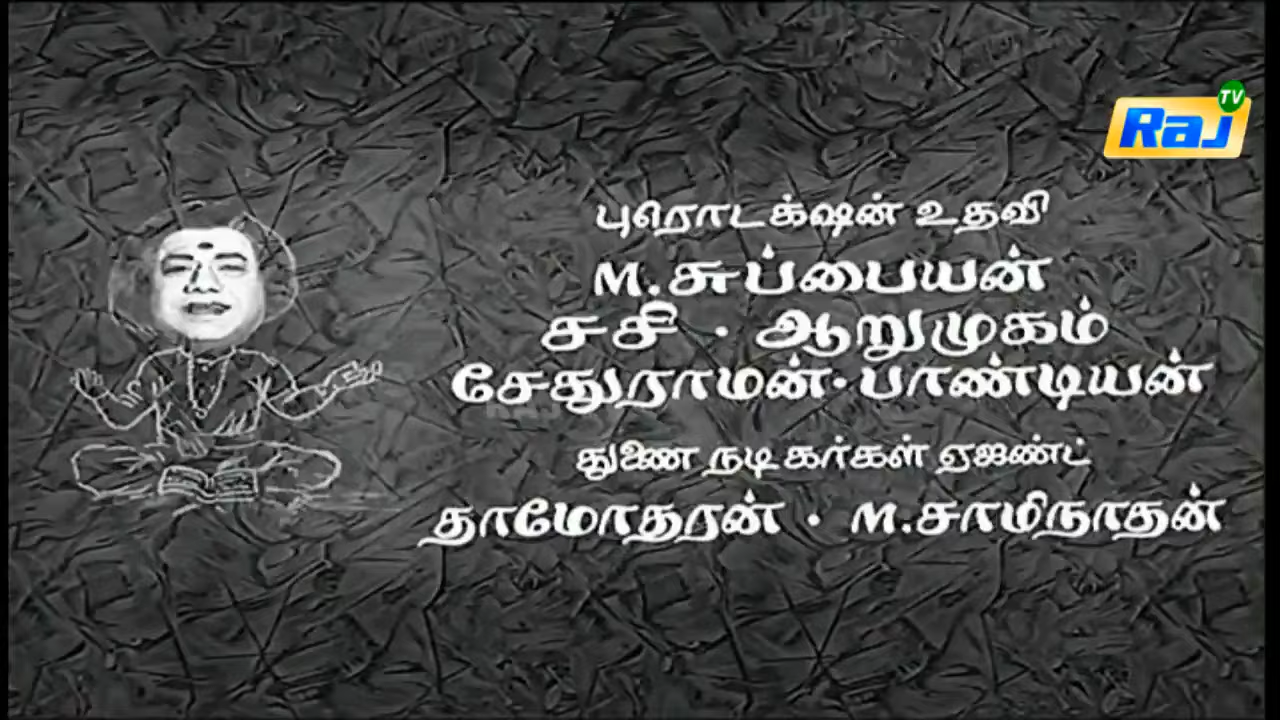 Raj TV
புரொடக்ஷன் உதவி
M.சுப்பையன்
சசி · ஆறுமுகம்
சேதுராமன் · பாண்டியன்
துணை நடிகர்கள் ஏஜண்ட்
தாமோதரன் · M.சாமிநாதன்